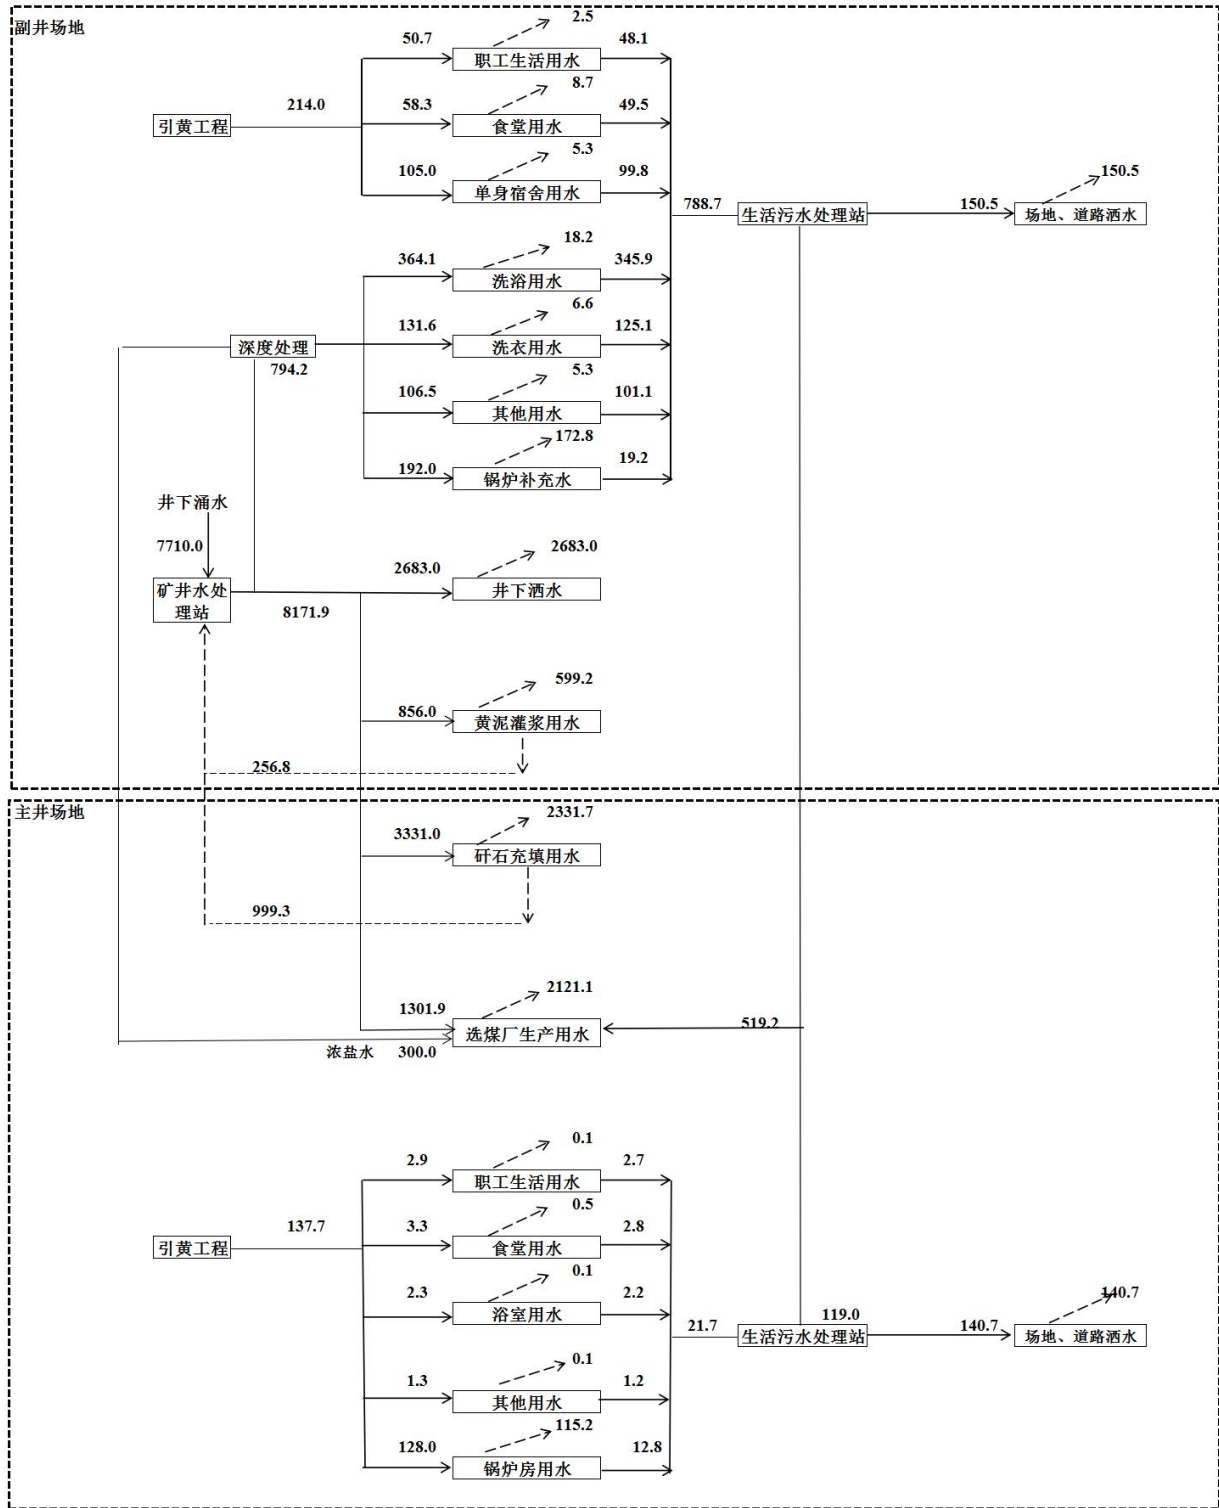 副井场地
2.5
50.7
职工生活用水
48.1
8.7
引黄工程
214.0
58.3
食堂用水
49.5
5.3
105.0
单身宿舍用水
99.8
788.7
生活污水处理站
150.5
150.5
场地、道路洒水
18.2
364.1
洗浴用水
345.9
6.6
深度处理
131.6
洗衣用水
125.1
794.2
5.3
106.5
其他用水
101.1
172.8
192.0
锅炉补充水
19.2
井下涌水
7710.0
矿井水处
理站
8171.9
2683.0
2683.0
井下洒水
599.2
856.0
黄泥灌浆用水
256.8
主井场地
2331.7
3331.0
矸石充填用水
999.3
2121.1
1301.9
选煤厂生产用水
519.2
浓盐水
300.0
0.1
2.9
职工生活用水
2.7
0.5
引黄工程
137.7
3.3
食堂用水
2.8
0.1
2.3
浴室用水
2.2
21.7
119.0
生活污水处理站
140.7
140.7
场地、道路洒水
0.1
1.3
其他用水
1.2
115.2
128.0
锅炉房用水
12.8